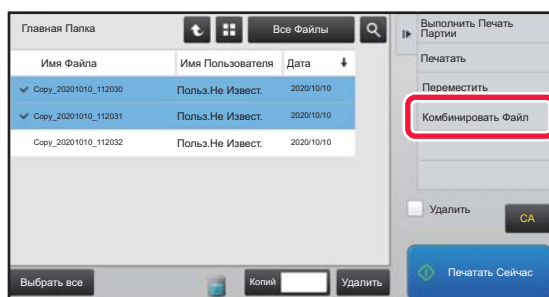 Главная Папка
Все Файлы
Имя Файла
Имя Пользователя
Дата
Copy_20201010_112030
Польз.Не Извест.
2020/10/10
Copy_20201010_112031
Польз.Не Извест.
2020/10/10
Copy_20201010_112032
Польз.Не Извест.
2020/10/10
Выбрать все
Копий
Удалить
Выполнить Печать
Партии
Печатать
Переместить
Комбинировать Файл
Удалить
CA
Печатать Сейчас